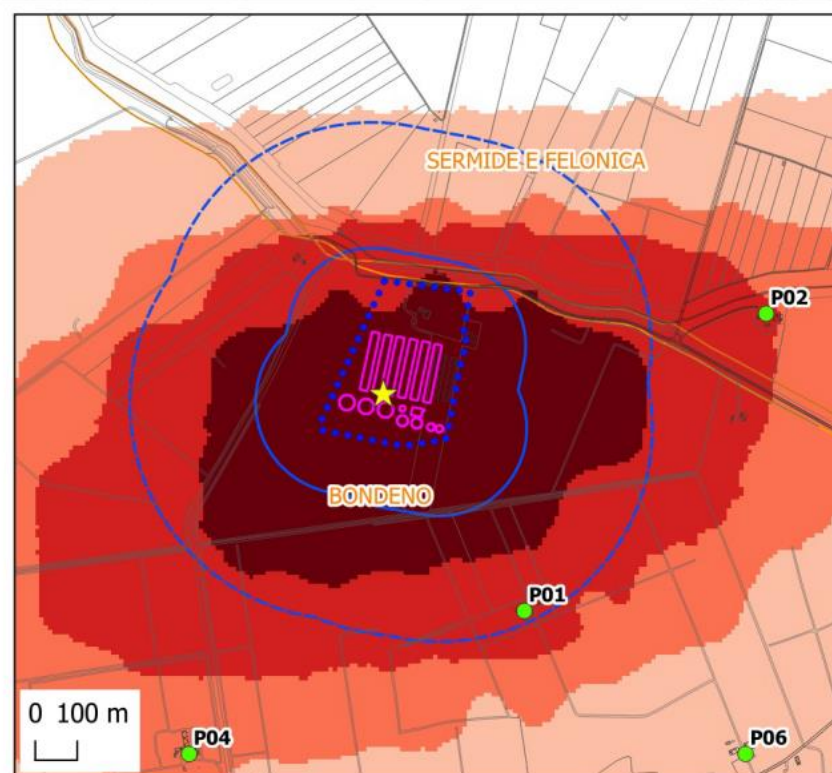 SERMIDE E FELONICA
P02
BONDENO
P01
0 100 m
P04
P06